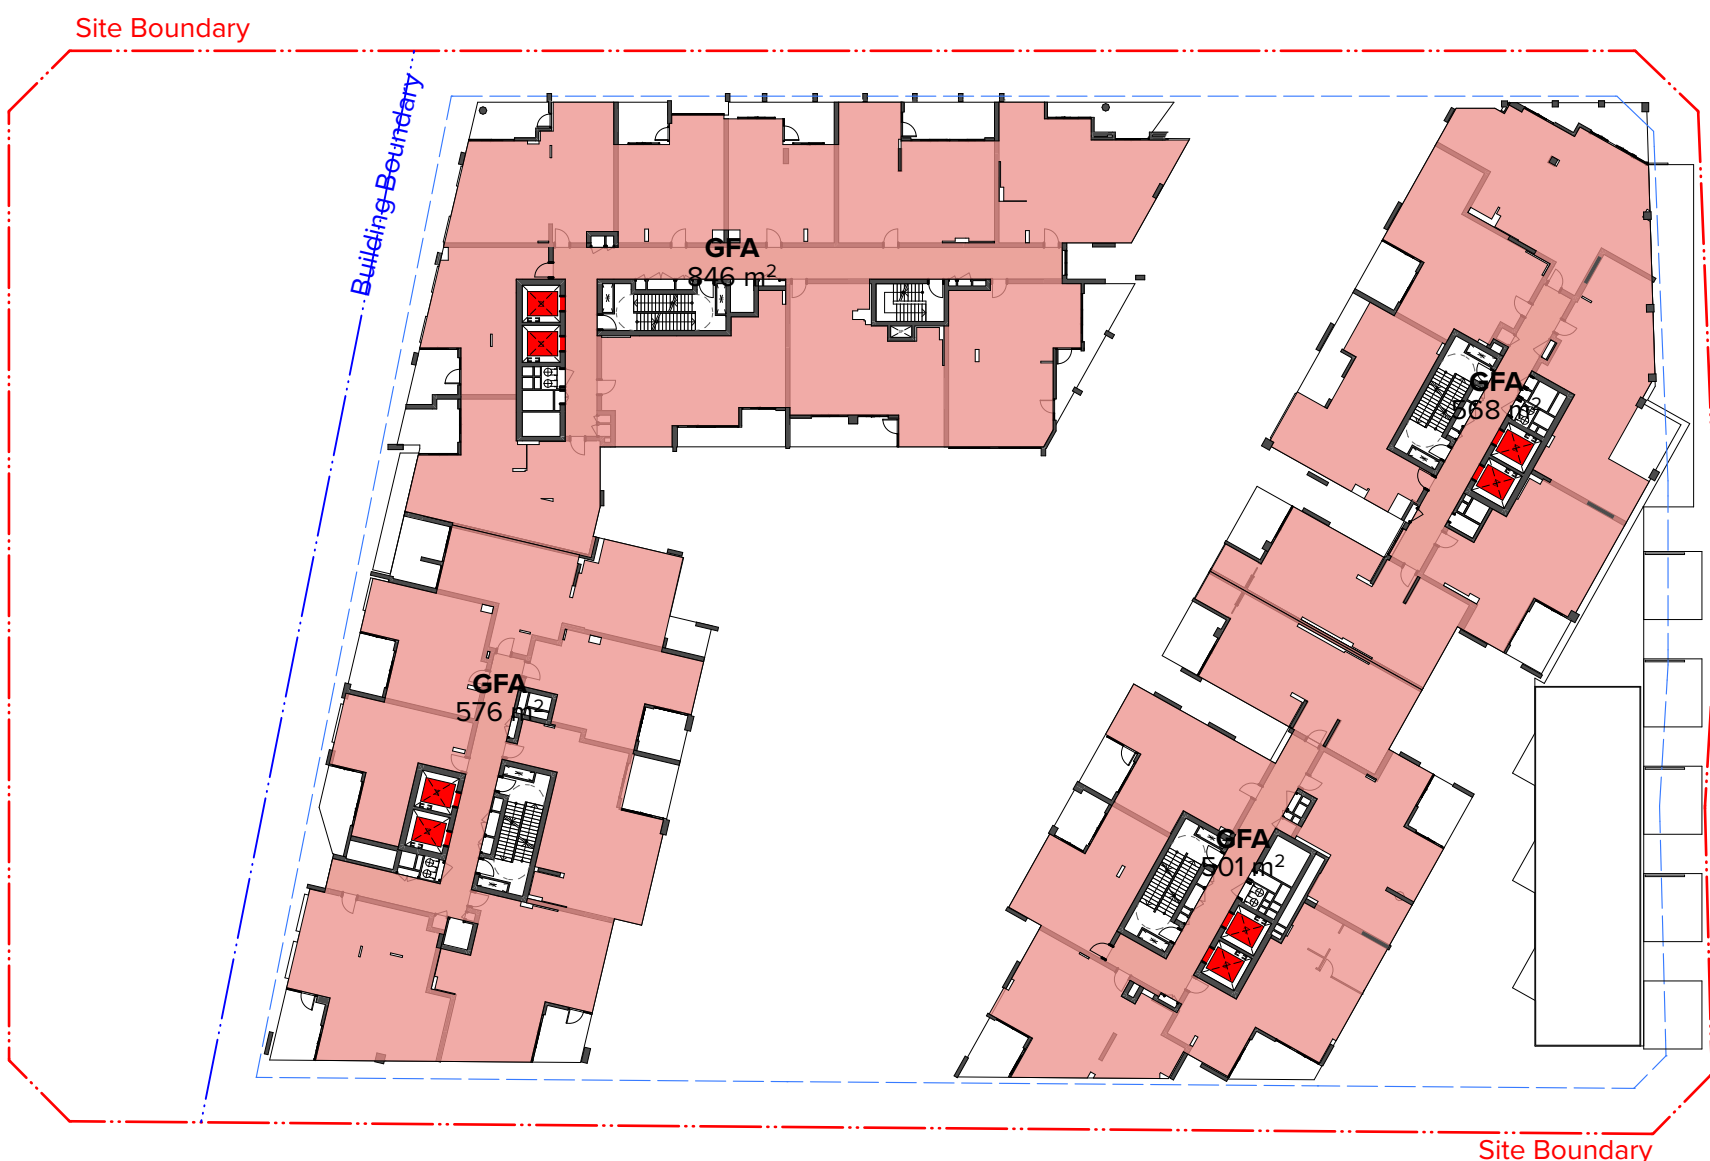 Site Boundary
Building Boundary
GFA
846 m²
GFA
568 m²
GFA
576 m²
GFA
501 m²
Site Boundary